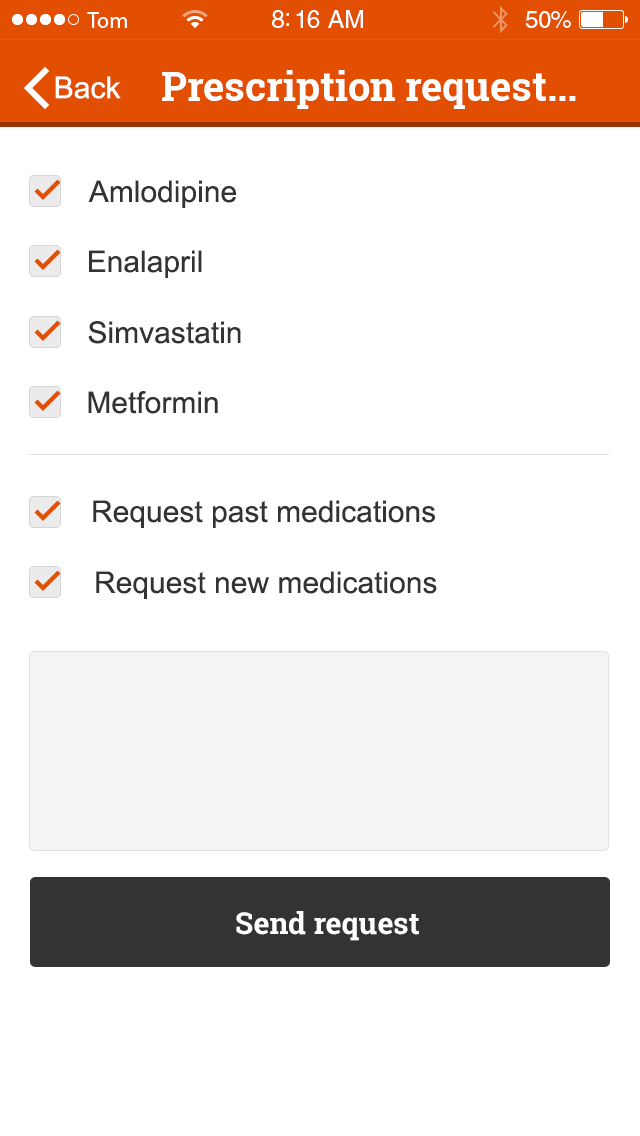 Tom 8:16 AM 50%
Back Prescription request...
Amlodipine
Enalapril
Simvastatin
Metformin
Request past medications
Request new medications
Send request